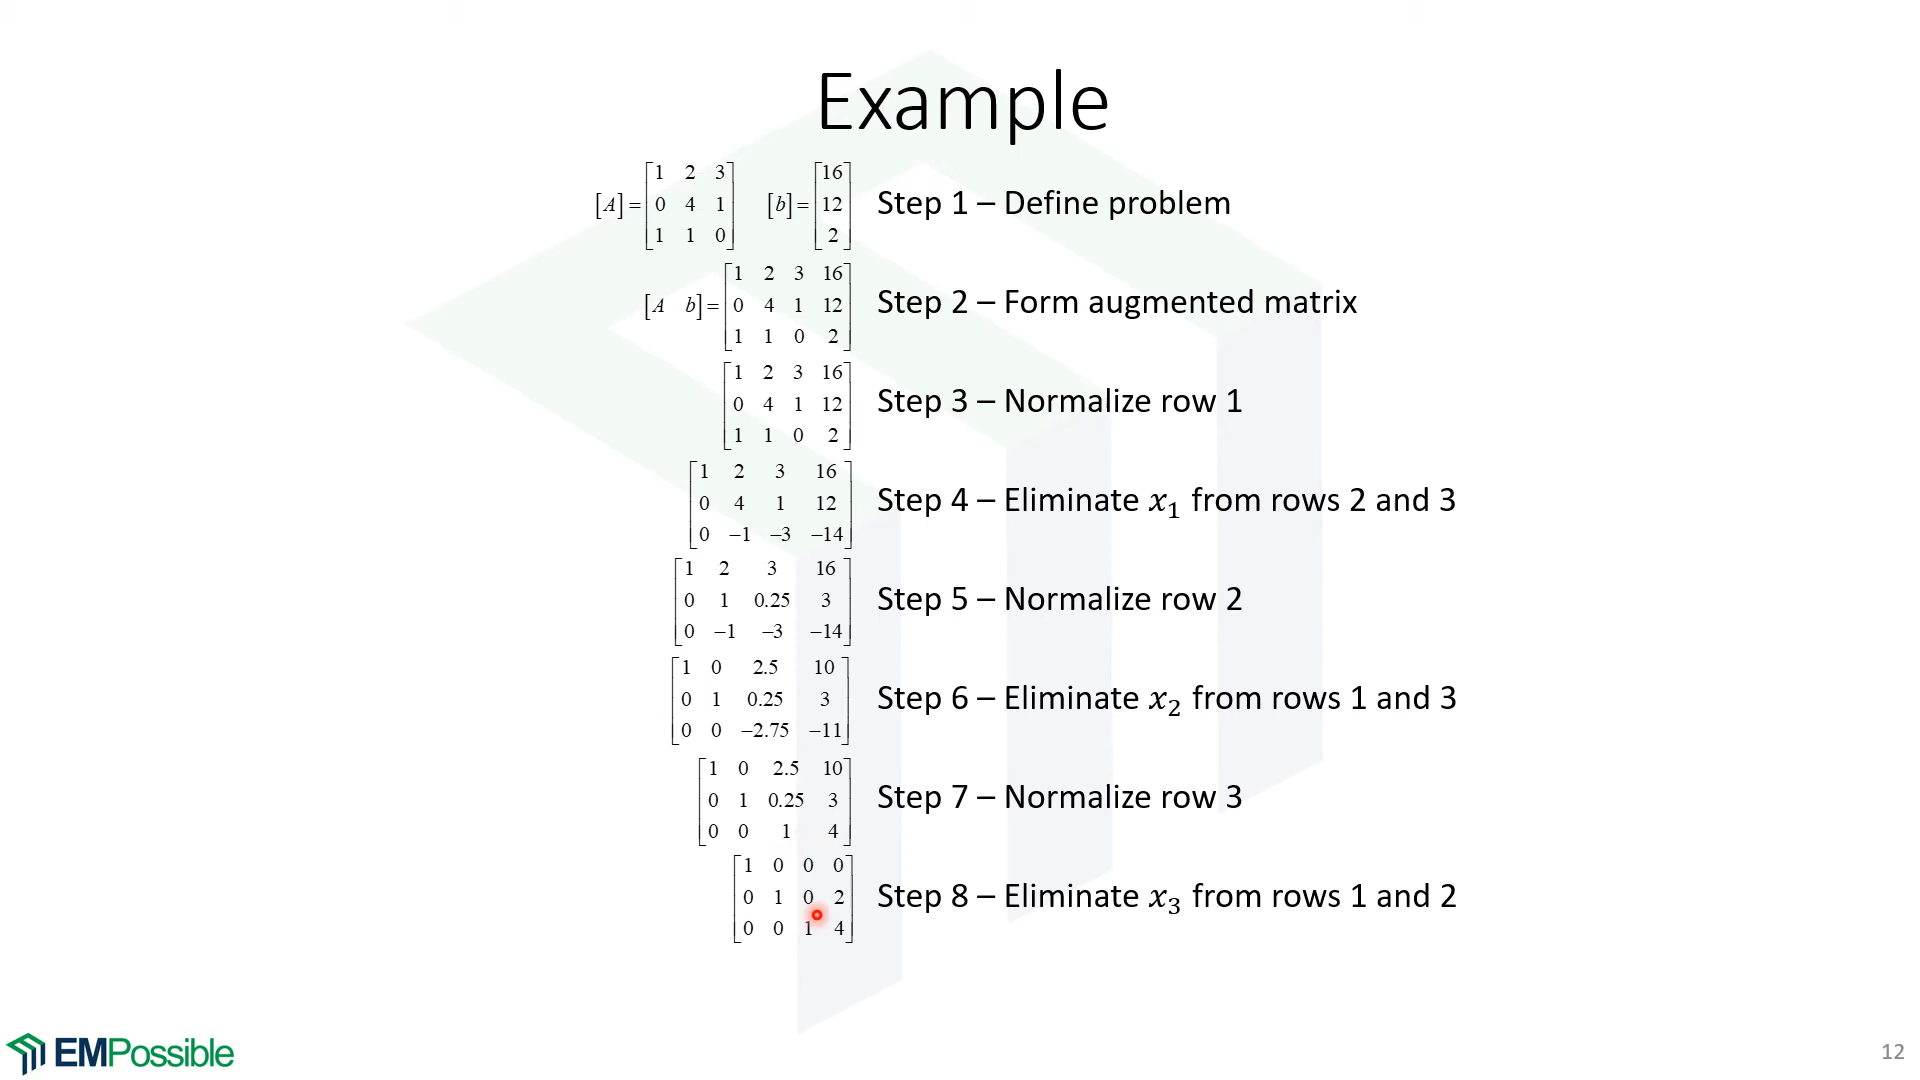 Example
[A] = [1 2 3; 0 4 1; 1 1 0] [b] = [16; 12; 2] Step 1 – Define problem
[A b] = [1 2 3 16; 0 4 1 12; 1 1 0 2] Step 2 – Form augmented matrix
[1 2 3 16; 0 4 1 12; 1 1 0 2] Step 3 – Normalize row 1
[1 2 3 16; 0 4 1 12; 0 −1 −3 −14] Step 4 – Eliminate x₁ from rows 2 and 3
[1 2 3 16; 0 1 0.25 3; 0 −1 −3 −14] Step 5 – Normalize row 2
[1 0 2.5 10; 0 1 0.25 3; 0 0 −2.75 −11] Step 6 – Eliminate x₂ from rows 1 and 3
[1 0 2.5 10; 0 1 0.25 3; 0 0 1 4] Step 7 – Normalize row 3
[1 0 0 0; 0 1 0 2; 0 0 1 4] Step 8 – Eliminate x₃ from rows 1 and 2
EMPossible
12